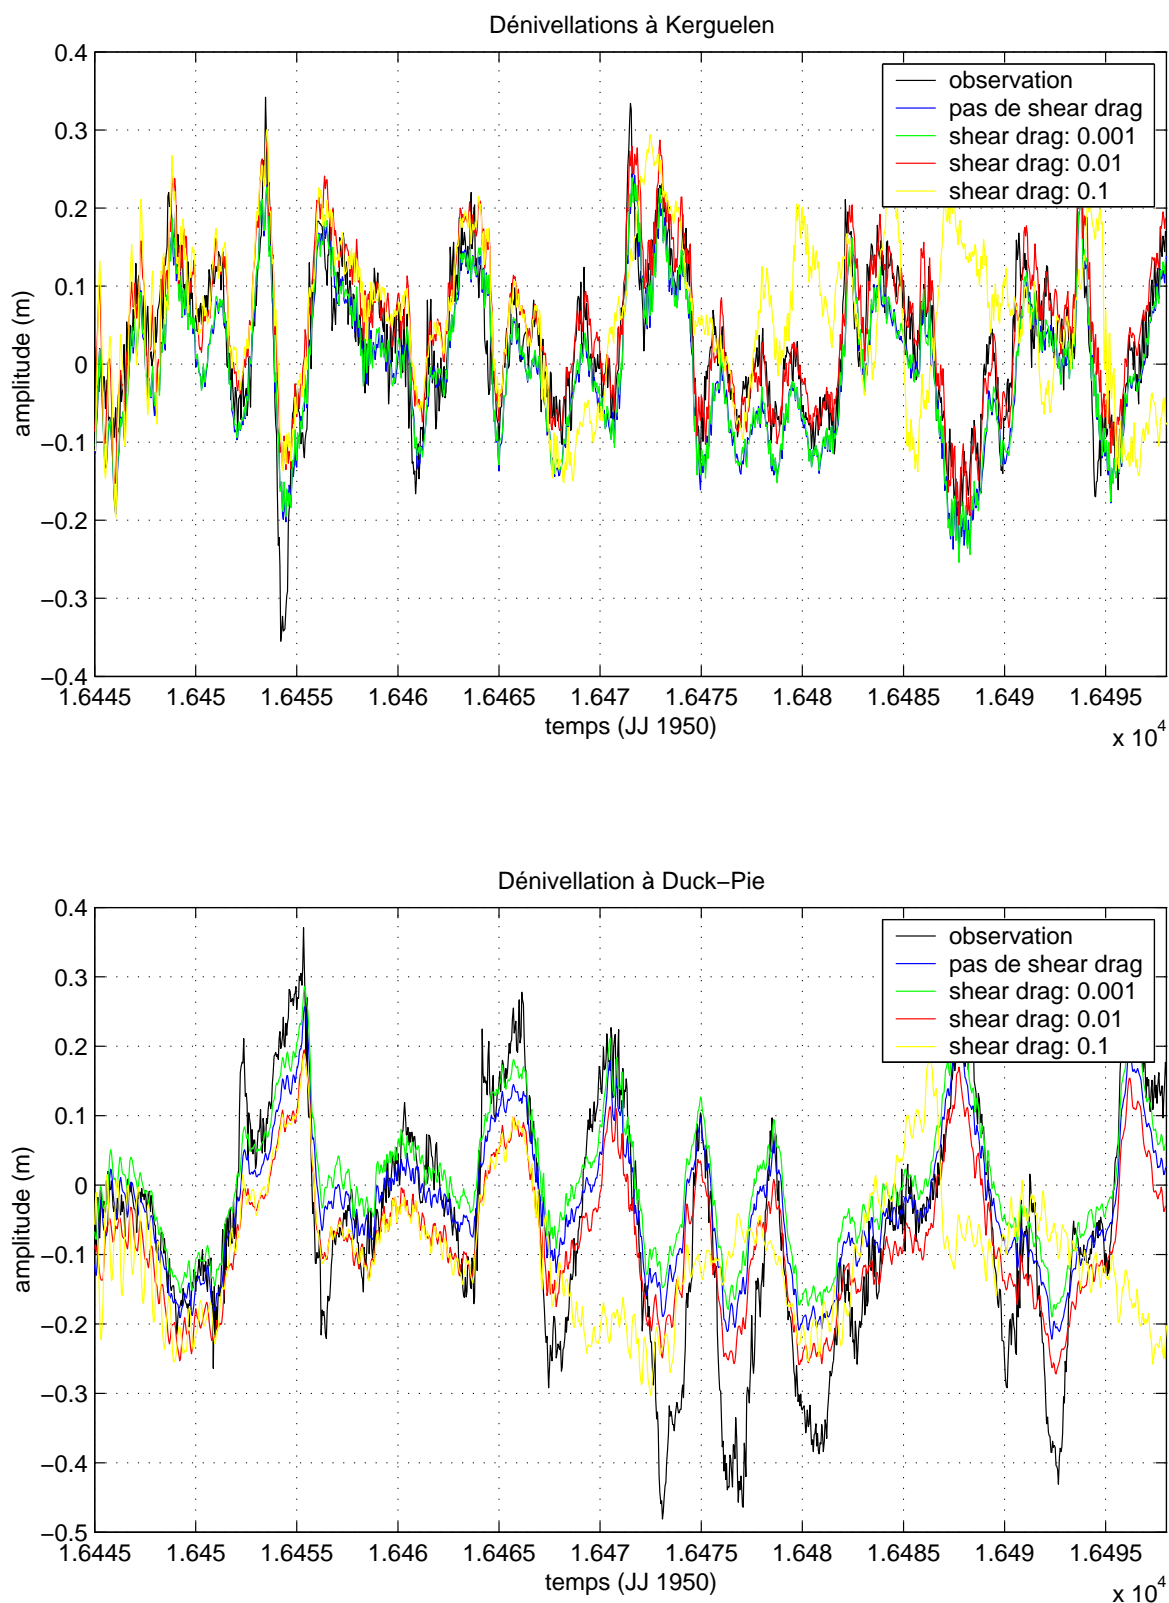 Dénivellations à Kerguelen
0.4
0.3
0.2
0.1
0
−0.1
−0.2
−0.3
−0.4
amplitude (m)
observation
pas de shear drag
shear drag: 0.001
shear drag: 0.01
shear drag: 0.1
1.6445 1.645 1.6455 1.646 1.6465 1.647 1.6475 1.648 1.6485 1.649 1.6495
temps (JJ 1950)
x 10⁴
Dénivellation à Duck−Pie
0.4
0.3
0.2
0.1
0
−0.1
−0.2
−0.3
−0.4
−0.5
amplitude (m)
observation
pas de shear drag
shear drag: 0.001
shear drag: 0.01
shear drag: 0.1
1.6445 1.645 1.6455 1.646 1.6465 1.647 1.6475 1.648 1.6485 1.649 1.6495
temps (JJ 1950)
x 10⁴